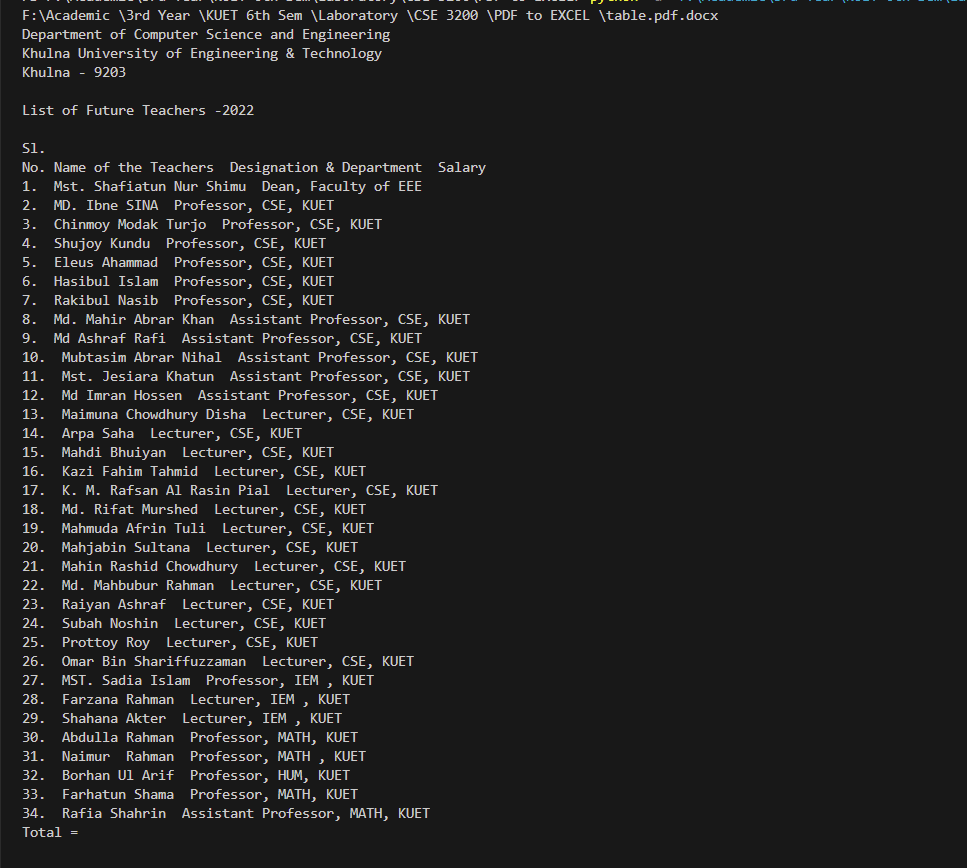 F:\Academic \3rd Year \KUET 6th Sem \Laboratory \CSE 3200 \PDF to EXCEL \table.pdf.docx
Department of Computer Science and Engineering
Khulna University of Engineering & Technology
Khulna - 9203
List of Future Teachers -2022
Sl.
No. Name of the Teachers  Designation & Department  Salary
1.  Mst. Shafiatun Nur Shimu  Dean, Faculty of EEE
2.  MD. Ibne SINA  Professor, CSE, KUET
3.  Chinmoy Modak Turjo  Professor, CSE, KUET
4.  Shujoy Kundu  Professor, CSE, KUET
5.  Eleus Ahammad  Professor, CSE, KUET
6.  Hasibul Islam  Professor, CSE, KUET
7.  Rakibul Nasib  Professor, CSE, KUET
8.  Md. Mahir Abrar Khan  Assistant Professor, CSE, KUET
9.  Md Ashraf Rafi  Assistant Professor, CSE, KUET
10.  Mubtasim Abrar Nihal  Assistant Professor, CSE, KUET
11.  Mst. Jesiara Khatun  Assistant Professor, CSE, KUET
12.  Md Imran Hossen  Assistant Professor, CSE, KUET
13.  Maimuna Chowdhury Disha  Lecturer, CSE, KUET
14.  Arpa Saha  Lecturer, CSE, KUET
15.  Mahdi Bhuiyan  Lecturer, CSE, KUET
16.  Kazi Fahim Tahmid  Lecturer, CSE, KUET
17.  K. M. Rafsan Al Rasin Pial  Lecturer, CSE, KUET
18.  Md. Rifat Murshed  Lecturer, CSE, KUET
19.  Mahmuda Afrin Tuli  Lecturer, CSE, KUET
20.  Mahjabin Sultana  Lecturer, CSE, KUET
21.  Mahin Rashid Chowdhury  Lecturer, CSE, KUET
22.  Md. Mahbubur Rahman  Lecturer, CSE, KUET
23.  Raiyan Ashraf  Lecturer, CSE, KUET
24.  Subah Noshin  Lecturer, CSE, KUET
25.  Prottoy Roy  Lecturer, CSE, KUET
26.  Omar Bin Shariffuzzaman  Lecturer, CSE, KUET
27.  MST. Sadia Islam  Professor, IEM , KUET
28.  Farzana Rahman  Lecturer, IEM , KUET
29.  Shahana Akter  Lecturer, IEM , KUET
30.  Abdulla Rahman  Professor, MATH, KUET
31.  Naimur  Rahman  Professor, MATH , KUET
32.  Borhan Ul Arif  Professor, HUM, KUET
33.  Farhatun Shama  Professor, MATH, KUET
34.  Rafia Shahrin  Assistant Professor, MATH, KUET
Total =